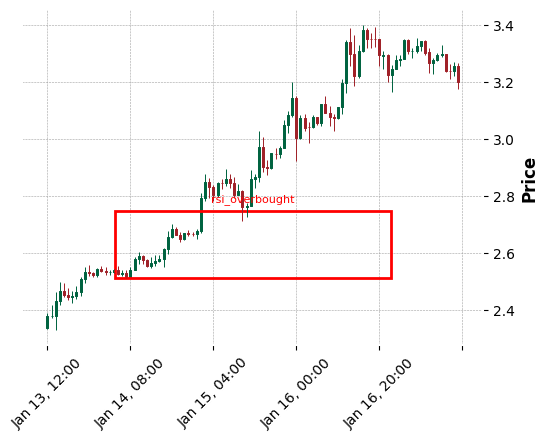 3.4
3.2
3.0
2.8
2.6
2.4
Price
rsi_overbought
Jan 13, 12:00
Jan 14, 08:00
Jan 15, 04:00
Jan 16, 00:00
Jan 16, 20:00